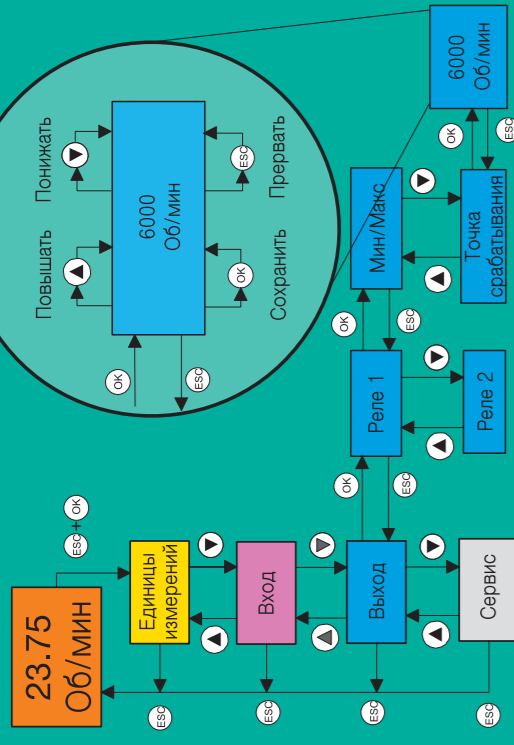 23.75
Об/мин
ESC + OK
Единицы
измерений
Вход
Выход
Сервис
ESC
ESC
ESC
ESC
OK
ESC
Реле 1
Реле 2
OK
ESC
Мин/Макс
Точка
срабатывания
OK
ESC
6000
Об/мин
Повышать
Понижать
OK
ESC
6000
Об/мин
OK
ESC
Сохранить
Прервать